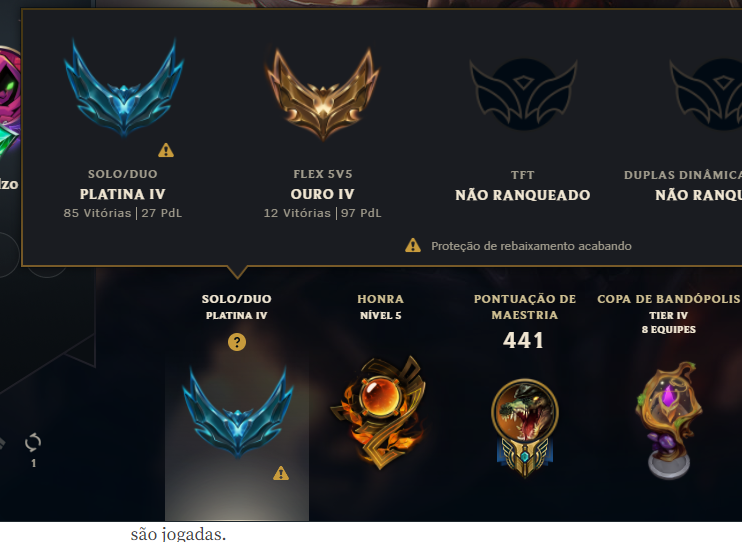 SOLO/DUO
PLATINA IV
85 Vitórias | 27 PdL
FLEX 5V5
OURO IV
12 Vitórias | 97 PdL
TFT
NÃO RANQUEADO
DUPLAS DINÂMICA
NÃO RANQU
lzo
Proteção de rebaixamento acabando
SOLO/DUO
PLATINA IV
?
HONRA
NÍVEL 5
PONTUAÇÃO DE
MAESTRIA
441
COPA DE BANDÓPOLIS
TIER IV
8 EQUIPES
1
são jogadas.